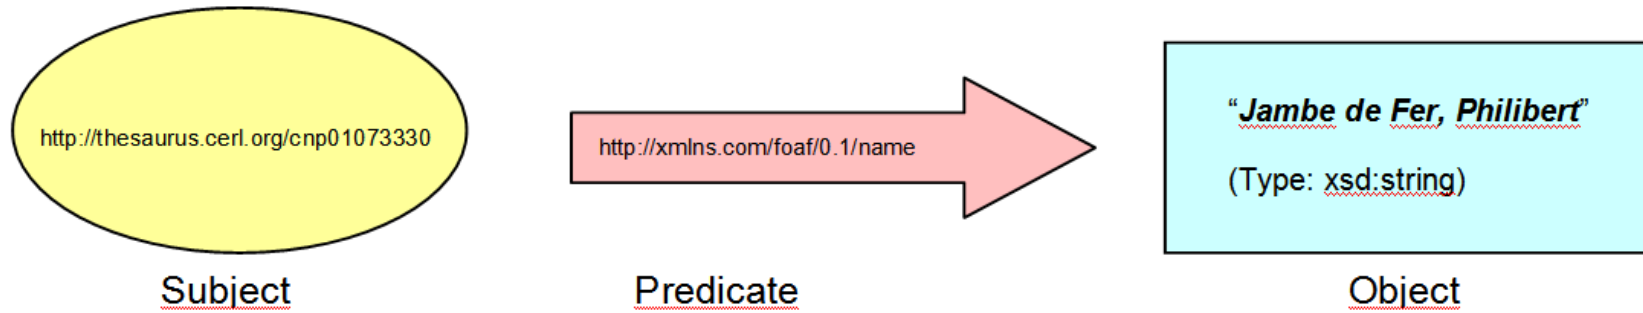 http://thesaurus.cerl.org/cnp01073330
http://xmlns.com/foaf/0.1/name
“Jambe de Fer, Philibert”
(Type: xsd:string)
Subject
Predicate
Object